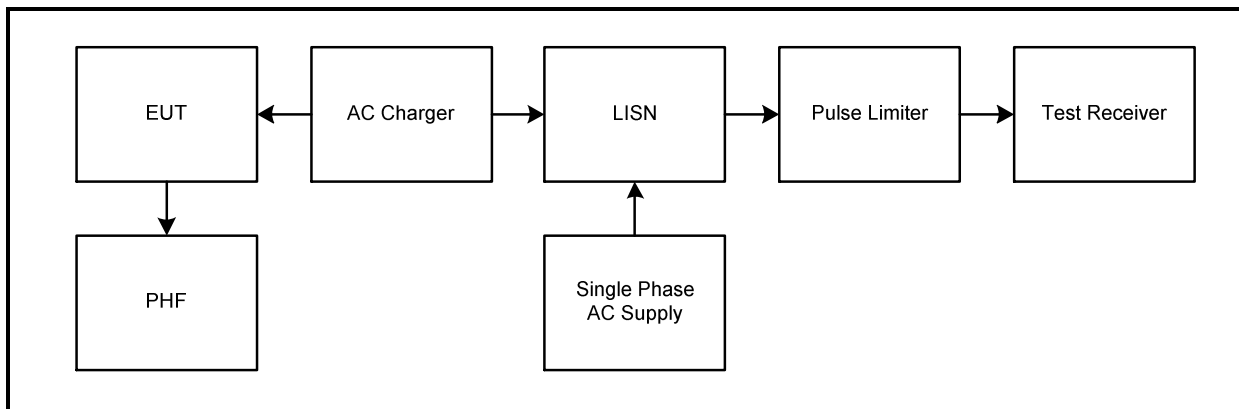 EUT
AC Charger
LISN
Pulse Limiter
Test Receiver
PHF
Single Phase
AC Supply